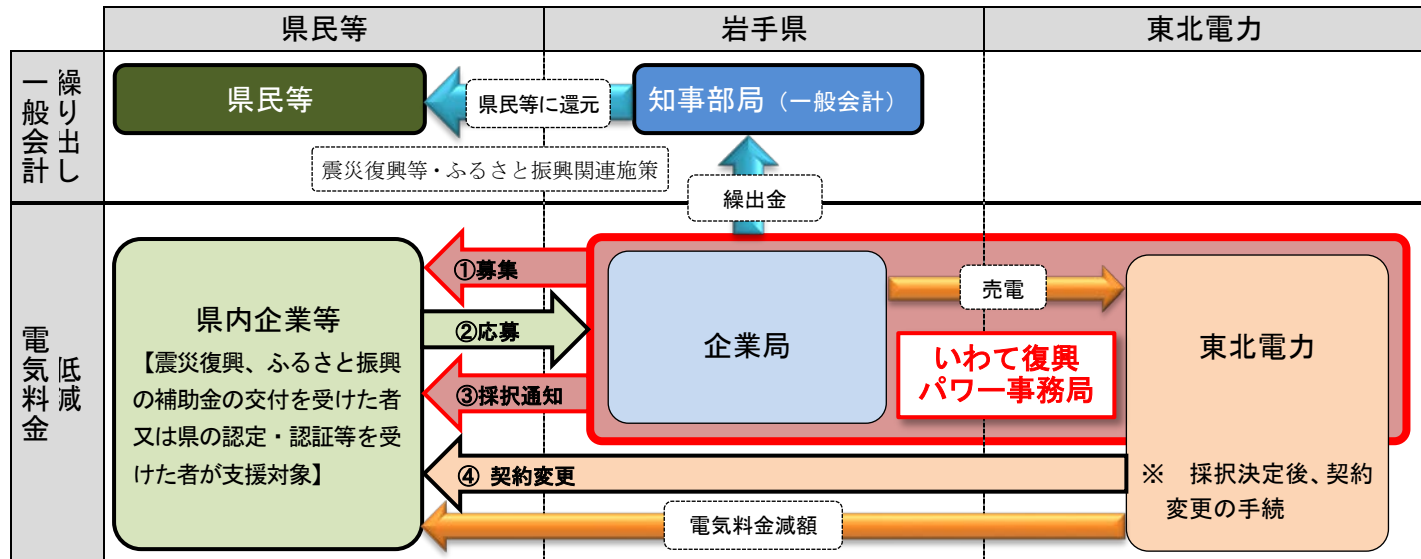 県民等
岩手県
東北電力
一般会計
繰り出し
県民等
県民等に還元
知事部局（一般会計）
震災復興等・ふるさと振興関連施策
繰出金
電気料金
低減
県内企業等
【震災復興、ふるさと振興
の補助金の交付を受けた者
又は県の認定・認証等を受
けた者が支援対象】
①募集
②応募
③採択通知
④ 契約変更
電気料金減額
企業局
売電
いわて復興
パワー事務局
東北電力
※　採択決定後、契約
変更の手続